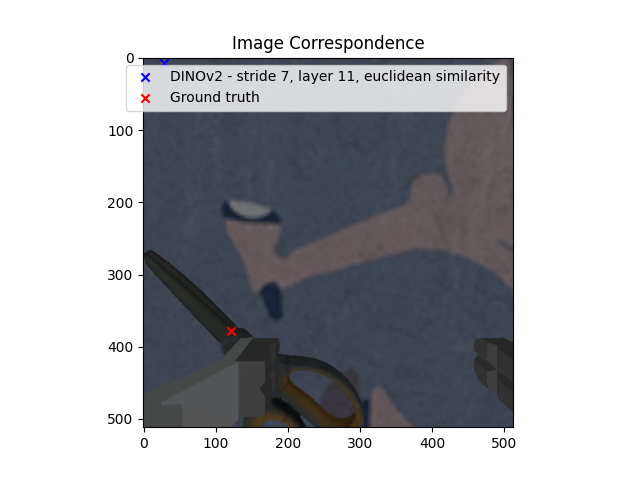 Image Correspondence
DINOv2 - stride 7, layer 11, euclidean similarity
Ground truth
0
100
200
300
400
500
0 100 200 300 400 500